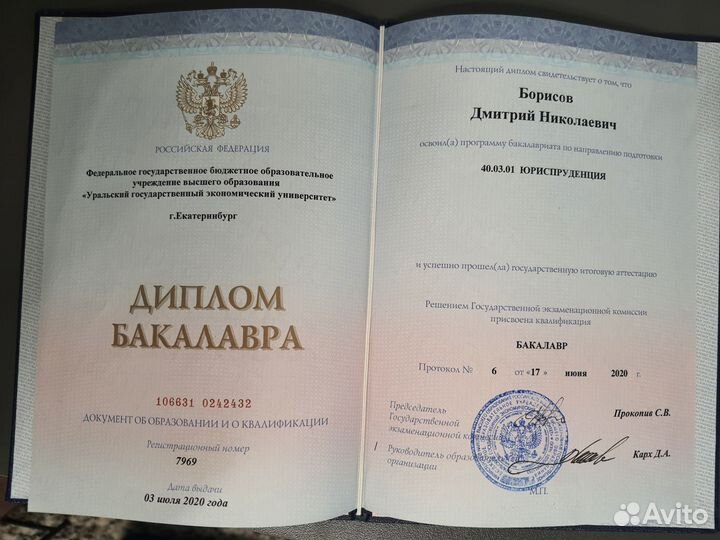 РОССИЙСКАЯ ФЕДЕРАЦИЯ
Федеральное государственное бюджетное образовательное
учреждение высшего образования
«Уральский государственный экономический университет»
г.Екатеринбург
ДИПЛОМ
БАКАЛАВРА
106631 0242432
ДОКУМЕНТ ОБ ОБРАЗОВАНИИ И О КВАЛИФИКАЦИИ
Регистрационный номер
7969
Дата выдачи
03 июля 2020 года
Настоящий диплом свидетельствует о том, что
Борисов
Дмитрий Николаевич
освоил(а) программу бакалавриата по направлению подготовки
40.03.01 ЮРИСПРУДЕНЦИЯ
и успешно прошел(ла) государственную итоговую аттестацию
Решением Государственной экзаменационной комиссии
присвоена квалификация
БАКАЛАВР
Протокол № 6 от «17» июня 2020 г.
Председатель
Государственной
экзаменационной комиссии
Прокопив С.В.
Руководитель образовательной
организации
Карх Д.А.
М.П.
Avito